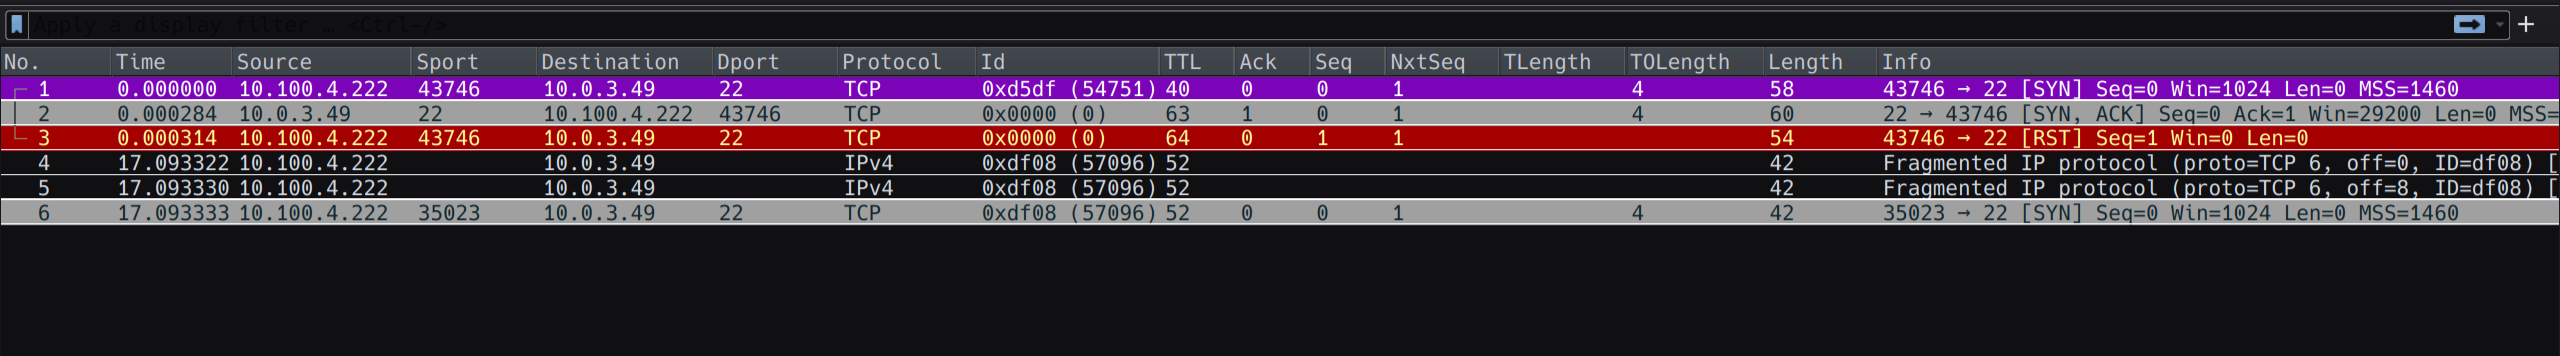 Apply a display filter … <Ctrl-/>
No. Time Source Sport Destination Dport Protocol Id TTL Ack Seq NxtSeq TLength TOLength Length Info
1 0.000000 10.100.4.222 43746 10.0.3.49 22 TCP 0xd5df (54751) 40 0 0 1 4 58 43746 → 22 [SYN] Seq=0 Win=1024 Len=0 MSS=1460
2 0.000284 10.0.3.49 22 10.100.4.222 43746 TCP 0x0000 (0) 63 1 0 1 4 60 22 → 43746 [SYN, ACK] Seq=0 Ack=1 Win=29200 Len=0 MSS=
3 0.000314 10.100.4.222 43746 10.0.3.49 22 TCP 0x0000 (0) 64 0 1 1 54 43746 → 22 [RST] Seq=1 Win=0 Len=0
4 17.093322 10.100.4.222 10.0.3.49 IPv4 0xdf08 (57096) 52 42 Fragmented IP protocol (proto=TCP 6, off=0, ID=df08) [
5 17.093330 10.100.4.222 10.0.3.49 IPv4 0xdf08 (57096) 52 42 Fragmented IP protocol (proto=TCP 6, off=8, ID=df08) [
6 17.093333 10.100.4.222 35023 10.0.3.49 22 TCP 0xdf08 (57096) 52 0 0 1 4 42 35023 → 22 [SYN] Seq=0 Win=1024 Len=0 MSS=1460